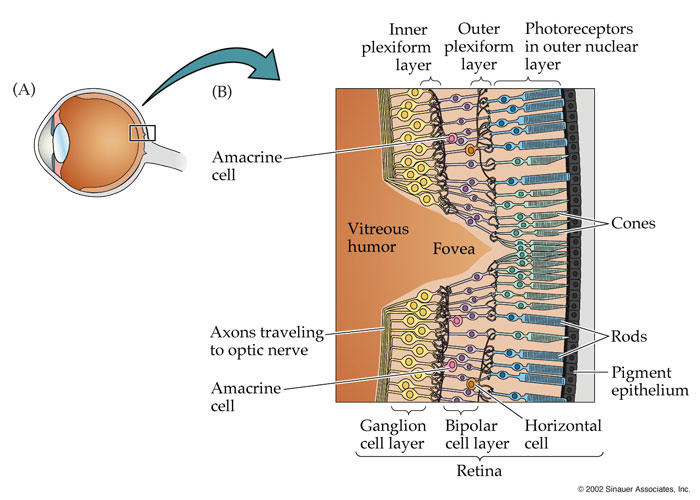 (A)
(B)
Inner
plexiform
layer
Outer
plexiform
layer
Photoreceptors
in outer nuclear
layer
Amacrine
cell
Vitreous
humor
Fovea
Cones
Axons traveling
to optic nerve
Rods
Amacrine
cell
Pigment
epithelium
Ganglion
cell layer
Bipolar
cell layer
Horizontal
cell
Retina
© 2002 Sinauer Associates, Inc.